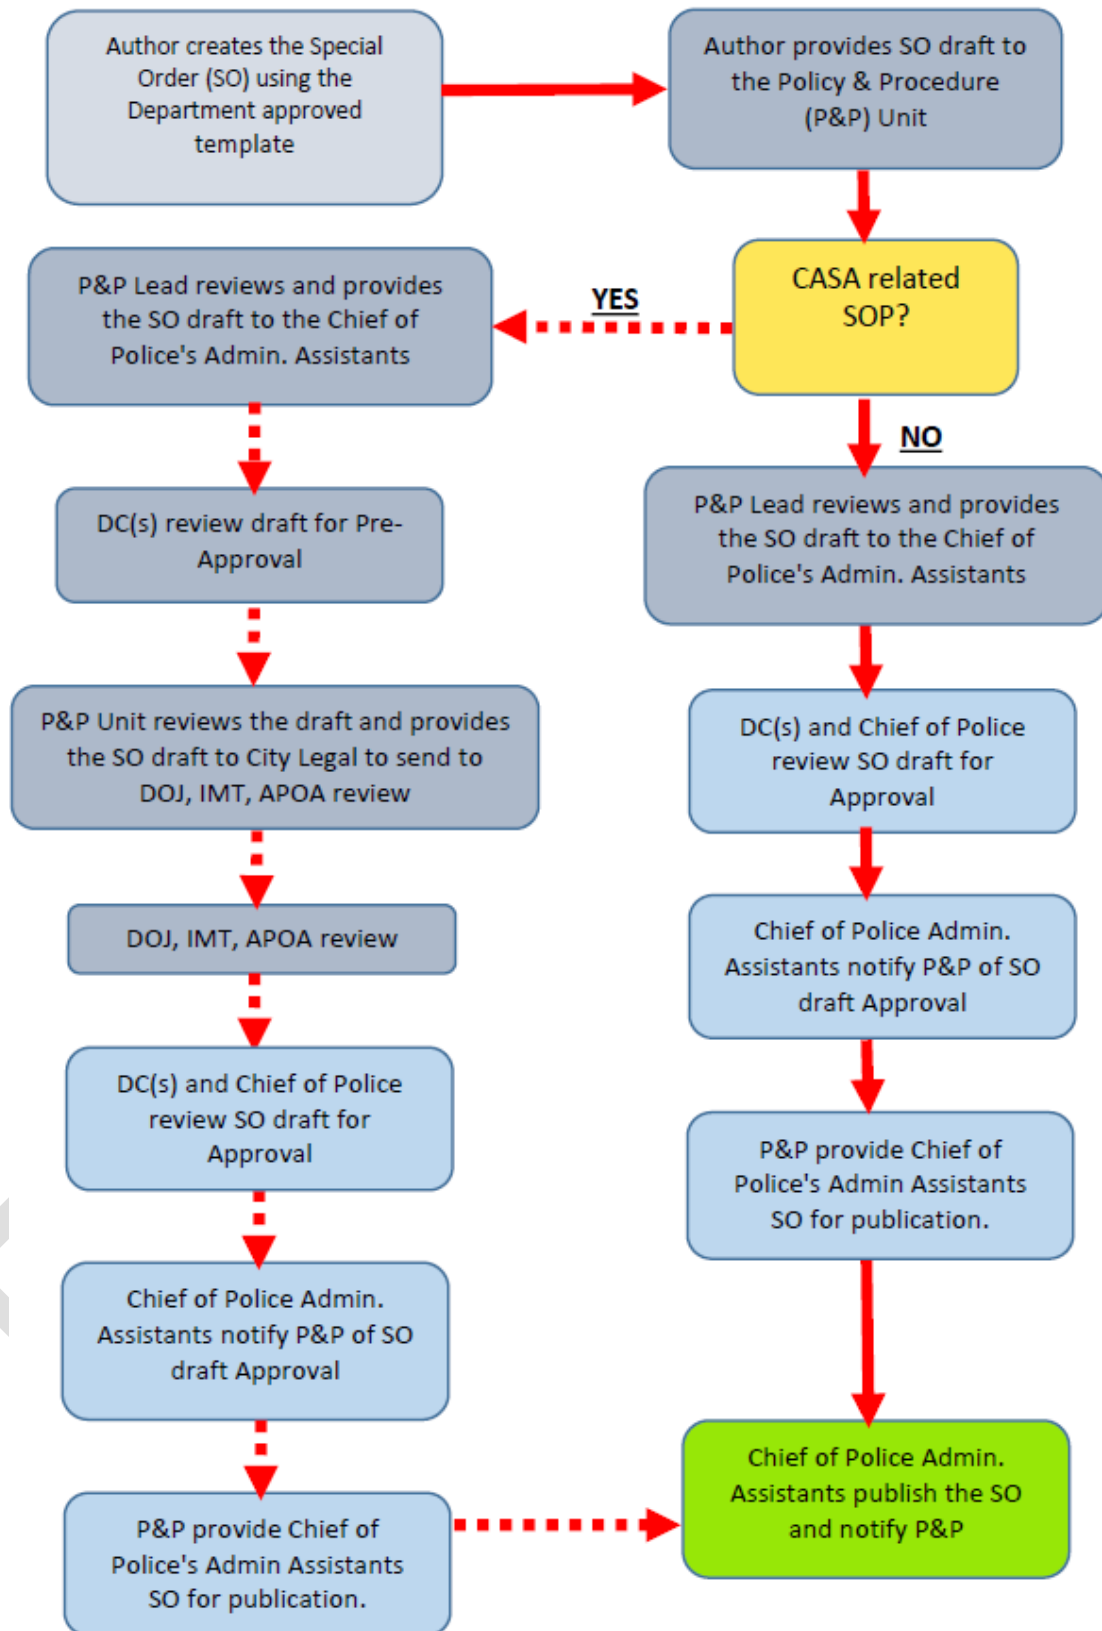 Author creates the Special
Order (SO) using the
Department approved
template
Author provides SO draft to
the Policy & Procedure
(P&P) Unit
CASA related
SOP?
YES
P&P Lead reviews and provides
the SO draft to the Chief of
Police's Admin. Assistants
NO
P&P Lead reviews and provides
the SO draft to the Chief of
Police's Admin. Assistants
DC(s) review draft for Pre-
Approval
P&P Unit reviews the draft and provides
the SO draft to City Legal to send to
DOJ, IMT, APOA review
DC(s) and Chief of Police
review SO draft for
Approval
DOJ, IMT, APOA review
Chief of Police Admin.
Assistants notify P&P of SO
draft Approval
DC(s) and Chief of Police
review SO draft for
Approval
P&P provide Chief of
Police's Admin Assistants
SO for publication.
Chief of Police Admin.
Assistants notify P&P of SO
draft Approval
Chief of Police Admin.
Assistants publish the SO
and notify P&P
P&P provide Chief of
Police's Admin Assistants
SO for publication.